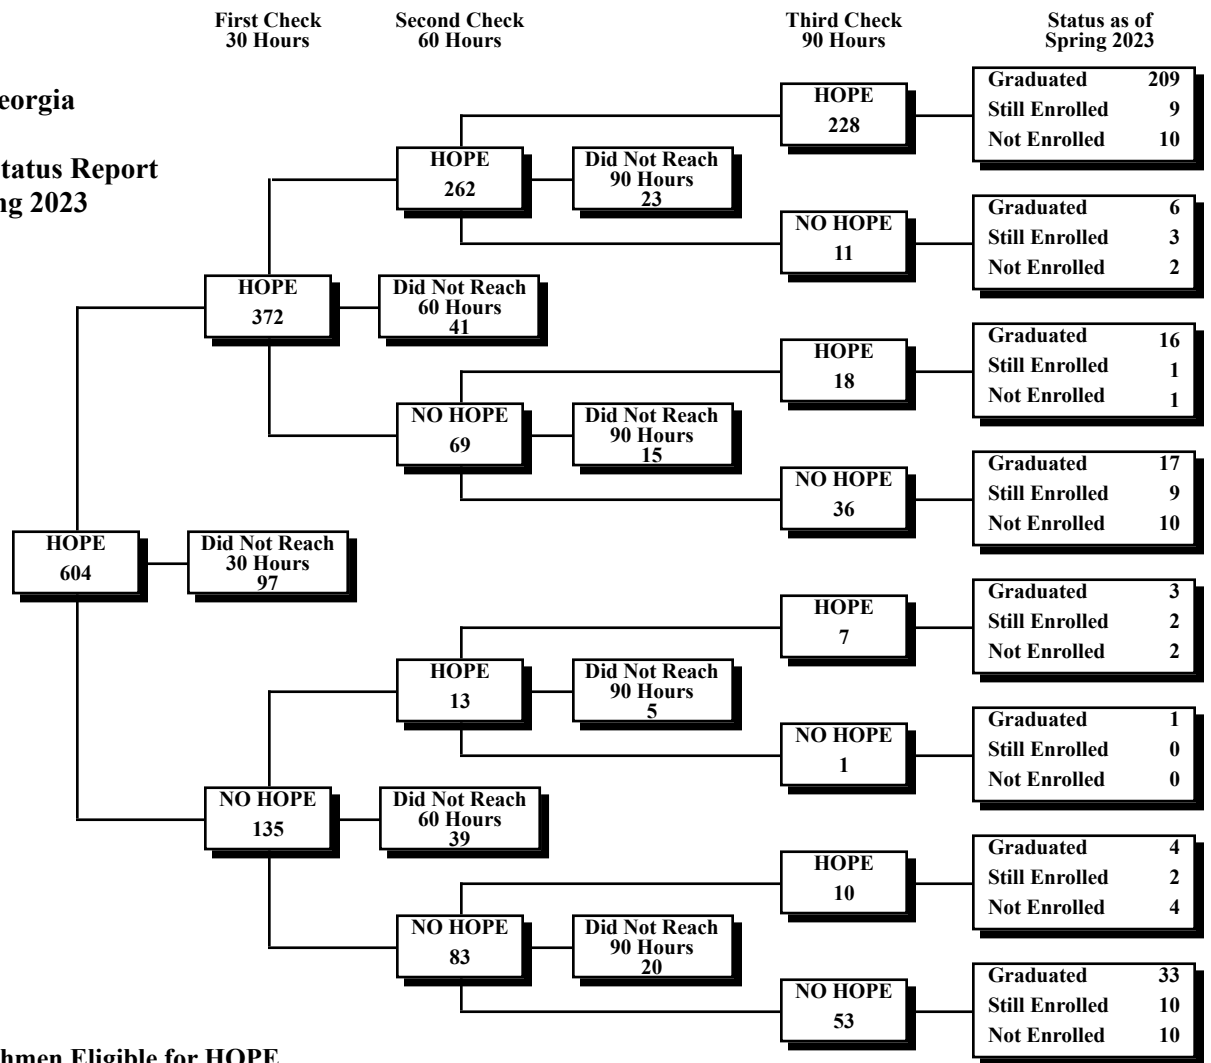 First Check
30 Hours
Second Check
60 Hours
Third Check
90 Hours
Status as of
Spring 2023
eorgia
tatus Report
ng 2023
HOPE
604
Did Not Reach
30 Hours
97
HOPE
372
Did Not Reach
60 Hours
41
NO HOPE
135
Did Not Reach
60 Hours
39
HOPE
262
Did Not Reach
90 Hours
23
NO HOPE
69
Did Not Reach
90 Hours
15
HOPE
13
Did Not Reach
90 Hours
5
NO HOPE
83
Did Not Reach
90 Hours
20
HOPE
228
Graduated 209
Still Enrolled 9
Not Enrolled 10
NO HOPE
11
Graduated 6
Still Enrolled 3
Not Enrolled 2
HOPE
18
Graduated 16
Still Enrolled 1
Not Enrolled 1
NO HOPE
36
Graduated 17
Still Enrolled 9
Not Enrolled 10
HOPE
7
Graduated 3
Still Enrolled 2
Not Enrolled 2
NO HOPE
1
Graduated 1
Still Enrolled 0
Not Enrolled 0
HOPE
10
Graduated 4
Still Enrolled 2
Not Enrolled 4
NO HOPE
53
Graduated 33
Still Enrolled 10
Not Enrolled 10
hmen Eligible for HOPE